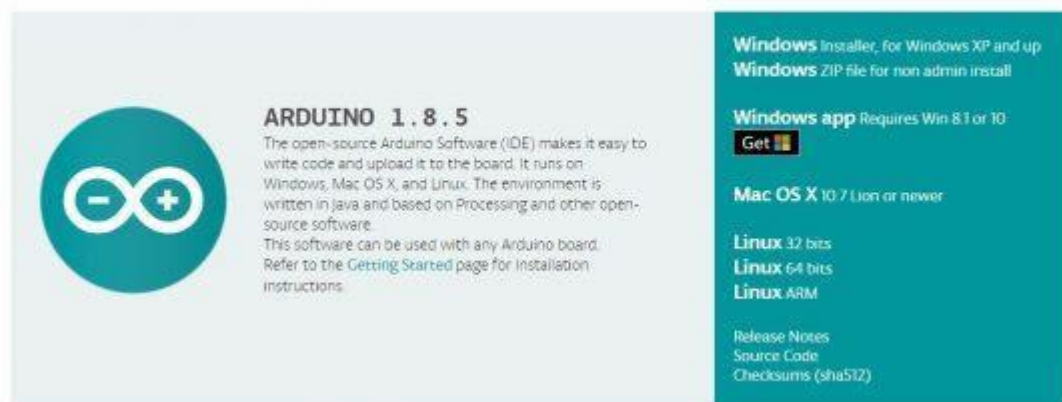 ARDUINO 1.8.5
The open-source Arduino Software (IDE) makes it easy to
write code and upload it to the board. It runs on
Windows, Mac OS X, and Linux. The environment is
written in Java and based on Processing and other open-
source software.
This software can be used with any Arduino board.
Refer to the Getting Started page for Installation
instructions.
Windows Installer, for Windows XP and up
Windows ZIP file for non admin install
Windows app Requires Win 8.1 or 10
Get
Mac OS X 10.7 Lion or newer
Linux 32 bits
Linux 64 bits
Linux ARM
Release Notes
Source Code
Checksums (sha512)